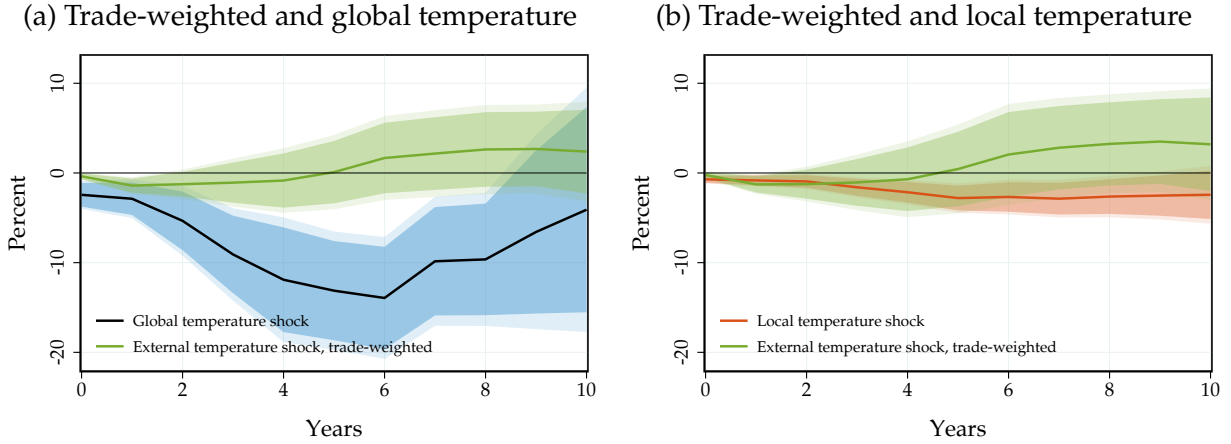 (a) Trade-weighted and global temperature
Percent
10
0
-10
-20
Global temperature shock
External temperature shock, trade-weighted
0 2 4 6 8 10
Years
(b) Trade-weighted and local temperature
Percent
10
0
-10
-20
Local temperature shock
External temperature shock, trade-weighted
0 2 4 6 8 10
Years